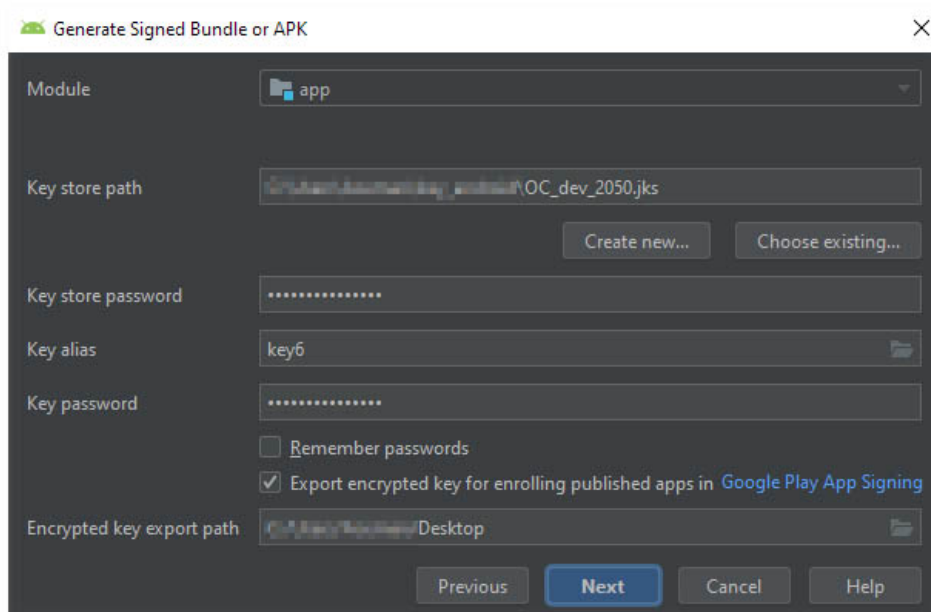 Generate Signed Bundle or APK
Module
app
Key store path
\OC_dev_2050.jks
Create new...
Choose existing...
Key store password
•••••••••••••••
Key alias
key6
Key password
•••••••••••••••
Remember passwords
Export encrypted key for enrolling published apps in Google Play App Signing
Encrypted key export path
Desktop
Previous
Next
Cancel
Help